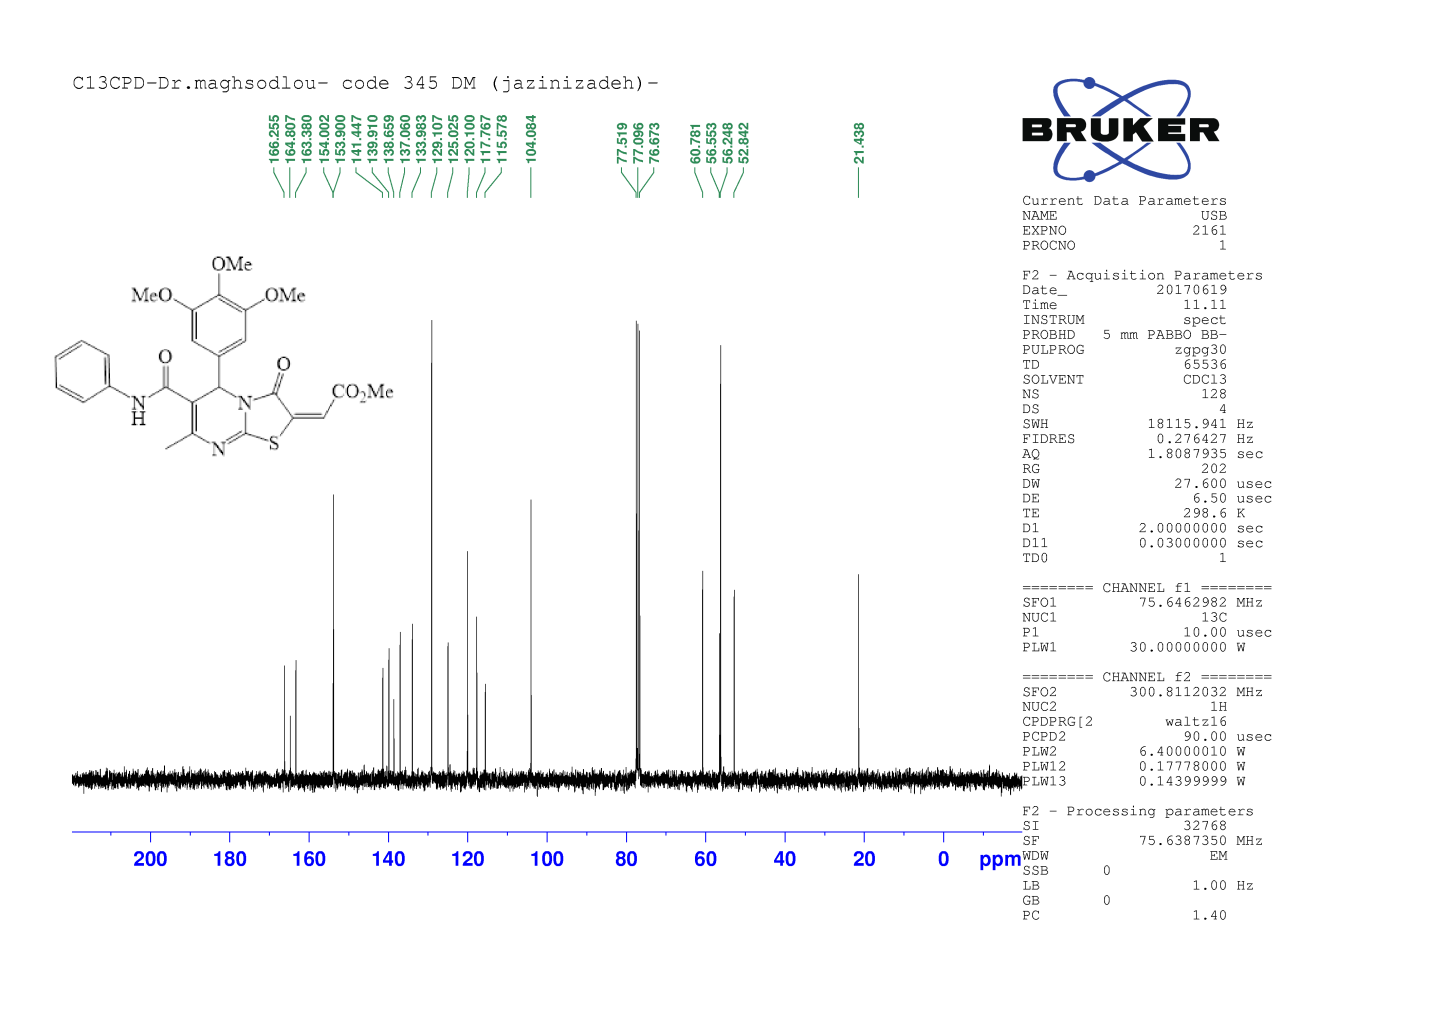 C13CPD-Dr.maghsodlou- code 345 DM (jazinizadeh)-
166.255
164.807
163.380
154.002
153.900
141.447
139.910
138.659
137.060
133.983
129.107
125.025
120.100
117.767
115.578
104.084
77.519
77.096
76.673
60.781
56.553
56.248
52.842
21.438
BRUKER
OMe
MeO
OMe
O
O
CO2Me
N
N
H
N
S
200 180 160 140 120 100 80 60 40 20 0 ppm
Current Data Parameters
NAME USB
EXPNO 2161
PROCNO 1
F2 - Acquisition Parameters
Date_ 20170619
Time 11.11
INSTRUM spect
PROBHD 5 mm PABBO BB-
PULPROG zgpg30
TD 65536
SOLVENT CDCl3
NS 128
DS 4
SWH 18115.941 Hz
FIDRES 0.276427 Hz
AQ 1.8087935 sec
RG 202
DW 27.600 usec
DE 6.50 usec
TE 298.6 K
D1 2.00000000 sec
D11 0.03000000 sec
TD0 1
======== CHANNEL f1 ========
SFO1 75.6462982 MHz
NUC1 13C
P1 10.00 usec
PLW1 30.00000000 W
======== CHANNEL f2 ========
SFO2 300.8112032 MHz
NUC2 1H
CPDPRG[2 waltz16
PCPD2 90.00 usec
PLW2 6.40000010 W
PLW12 0.17778000 W
PLW13 0.14399999 W
F2 - Processing parameters
SI 32768
SF 75.6387350 MHz
WDW EM
SSB 0
LB 1.00 Hz
GB 0
PC 1.40